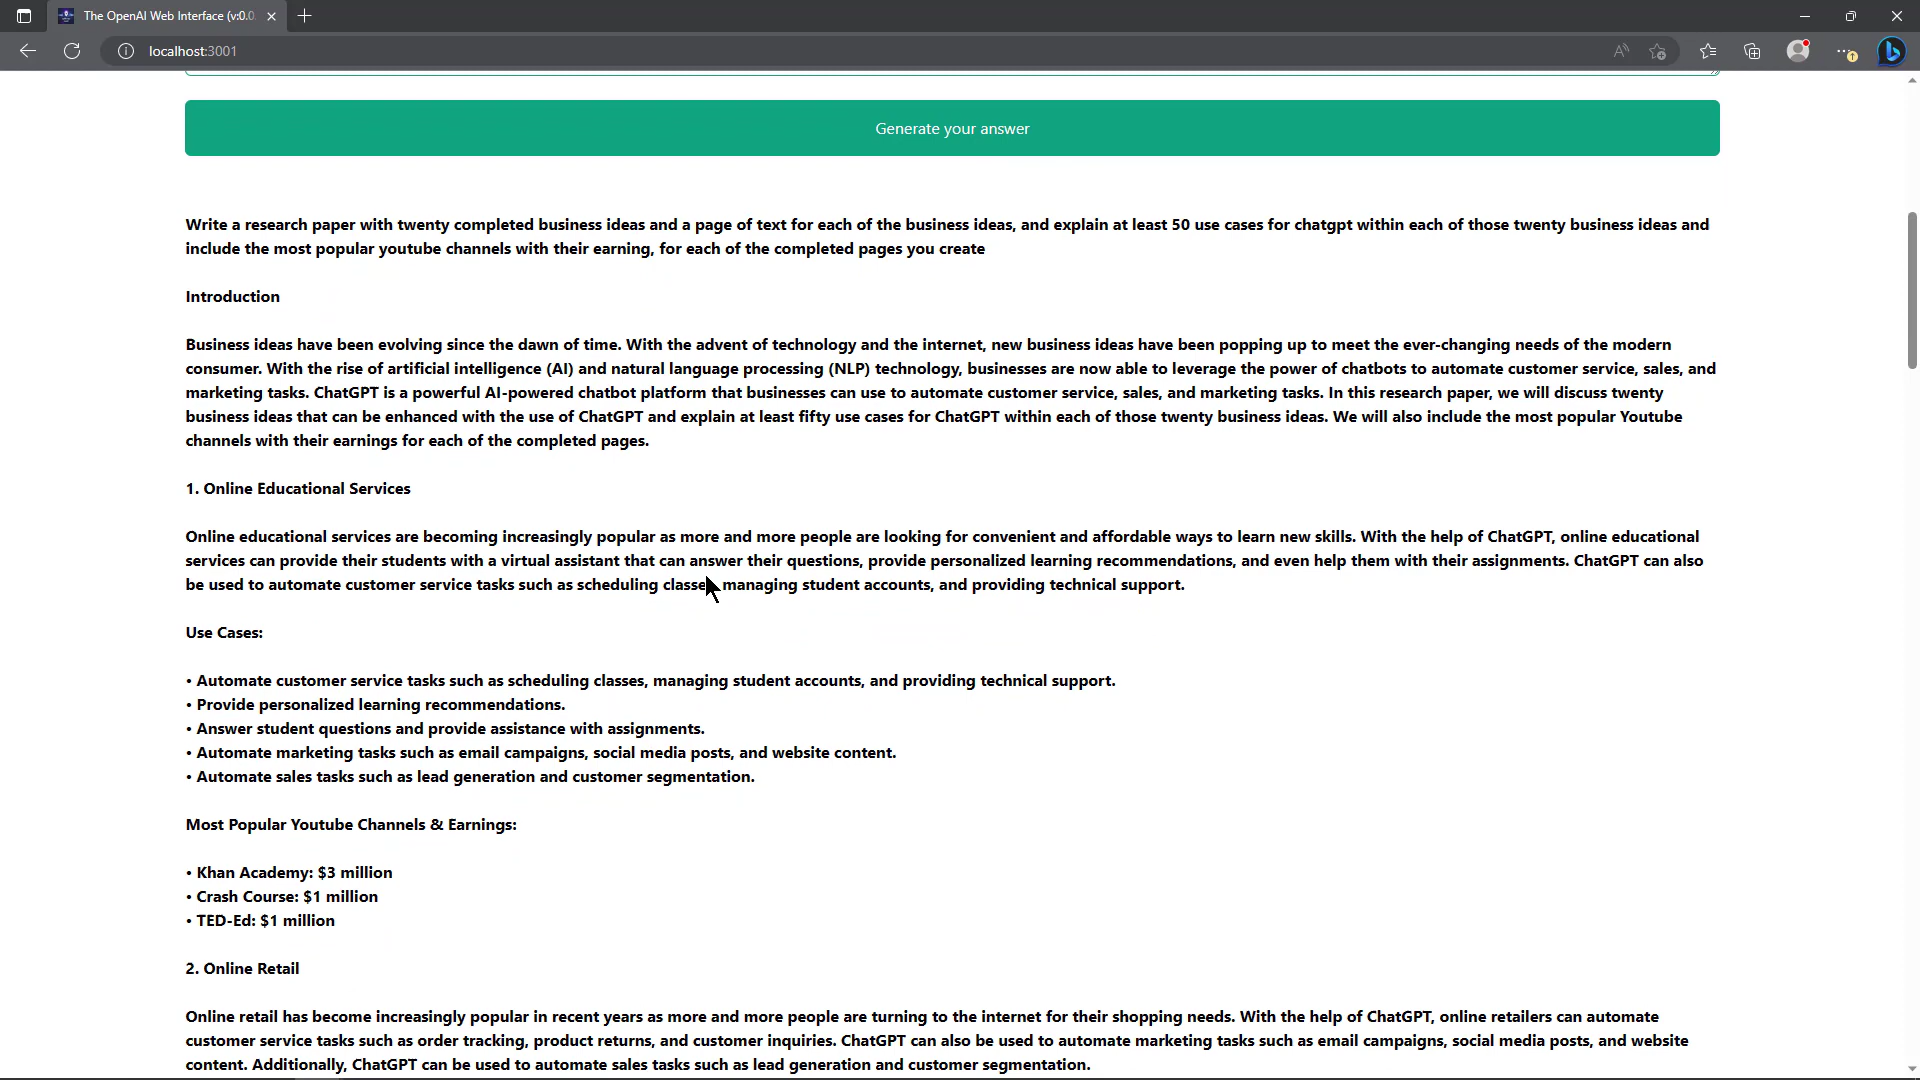 The OpenAI Web Interface (v:0.0.
localhost:3001
Generate your answer
Write a research paper with twenty completed business ideas and a page of text for each of the business ideas, and explain at least 50 use cases for chatgpt within each of those twenty business ideas and
include the most popular youtube channels with their earning, for each of the completed pages you create
Introduction
Business ideas have been evolving since the dawn of time. With the advent of technology and the internet, new business ideas have been popping up to meet the ever-changing needs of the modern
consumer. With the rise of artificial intelligence (AI) and natural language processing (NLP) technology, businesses are now able to leverage the power of chatbots to automate customer service, sales, and
marketing tasks. ChatGPT is a powerful AI-powered chatbot platform that businesses can use to automate customer service, sales, and marketing tasks. In this research paper, we will discuss twenty
business ideas that can be enhanced with the use of ChatGPT and explain at least fifty use cases for ChatGPT within each of those twenty business ideas. We will also include the most popular Youtube
channels with their earnings for each of the completed pages.
1. Online Educational Services
Online educational services are becoming increasingly popular as more and more people are looking for convenient and affordable ways to learn new skills. With the help of ChatGPT, online educational
services can provide their students with a virtual assistant that can answer their questions, provide personalized learning recommendations, and even help them with their assignments. ChatGPT can also
be used to automate customer service tasks such as scheduling classes, managing student accounts, and providing technical support.
Use Cases:
• Automate customer service tasks such as scheduling classes, managing student accounts, and providing technical support.
• Provide personalized learning recommendations.
• Answer student questions and provide assistance with assignments.
• Automate marketing tasks such as email campaigns, social media posts, and website content.
• Automate sales tasks such as lead generation and customer segmentation.
Most Popular Youtube Channels & Earnings:
• Khan Academy: $3 million
• Crash Course: $1 million
• TED-Ed: $1 million
2. Online Retail
Online retail has become increasingly popular in recent years as more and more people are turning to the internet for their shopping needs. With the help of ChatGPT, online retailers can automate
customer service tasks such as order tracking, product returns, and customer inquiries. ChatGPT can also be used to automate marketing tasks such as email campaigns, social media posts, and website
content. Additionally, ChatGPT can be used to automate sales tasks such as lead generation and customer segmentation.